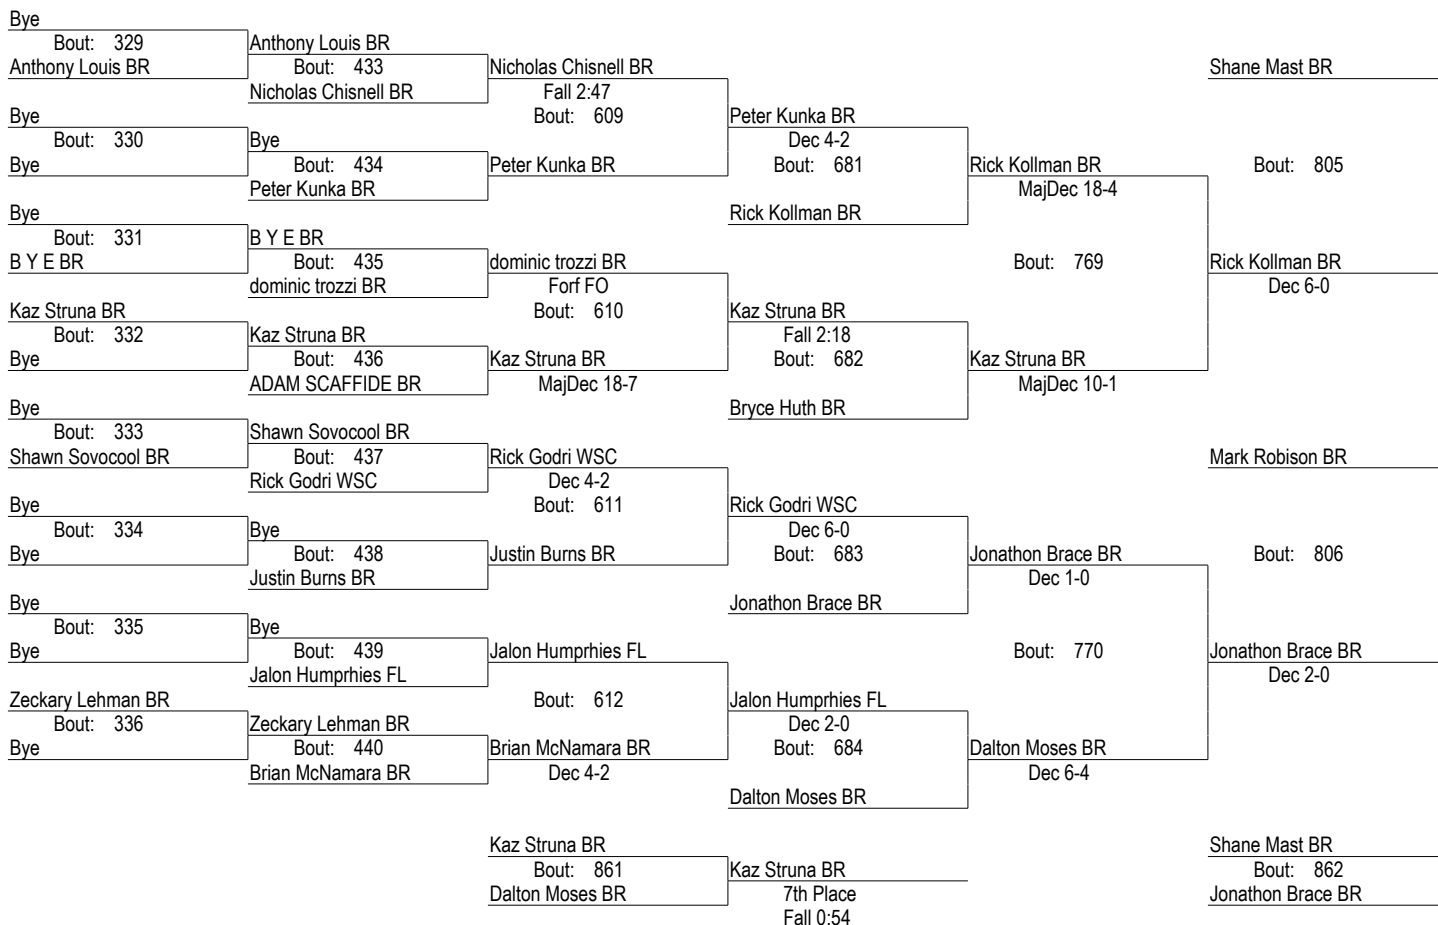 Bye
Bout: 329 Anthony Louis BR
Anthony Louis BR Bout: 433 Nicholas Chisnell BR Shane Mast BR
Nicholas Chisnell BR Fall 2:47
Bye Bout: 609 Peter Kunka BR
Bout: 330 Bye Dec 4-2
Bye Bout: 434 Peter Kunka BR Bout: 681 Rick Kollman BR Bout: 805
Peter Kunka BR MajDec 18-4
Bye Rick Kollman BR
Bout: 331 B Y E BR
B Y E BR Bout: 435 dominic trozzi BR Bout: 769 Rick Kollman BR
dominic trozzi BR Forf FO Dec 6-0
Kaz Struna BR Bout: 610 Kaz Struna BR
Bout: 332 Kaz Struna BR Fall 2:18
Bye Bout: 436 Kaz Struna BR Bout: 682 Kaz Struna BR
ADAM SCAFFIDE BR MajDec 18-7 MajDec 10-1
Bye Bryce Huth BR
Bout: 333 Shawn Sovocool BR
Shawn Sovocool BR Bout: 437 Rick Godri WSC Mark Robison BR
Rick Godri WSC Dec 4-2
Bye Bout: 611 Rick Godri WSC
Bout: 334 Bye Dec 6-0
Bye Bout: 438 Justin Burns BR Bout: 683 Jonathon Brace BR Bout: 806
Justin Burns BR Dec 1-0
Bye Jonathon Brace BR
Bout: 335 Bye
Bye Bout: 439 Jalon Humprhies FL Bout: 770 Jonathon Brace BR
Jalon Humprhies FL Dec 2-0
Zeckary Lehman BR Bout: 612 Jalon Humprhies FL
Bout: 336 Zeckary Lehman BR Dec 2-0
Bye Bout: 440 Brian McNamara BR Bout: 684 Dalton Moses BR
Brian McNamara BR Dec 4-2 Dec 6-4
Dalton Moses BR
Kaz Struna BR Shane Mast BR
Bout: 861 Kaz Struna BR Bout: 862
Dalton Moses BR 7th Place Jonathon Brace BR
Fall 0:54